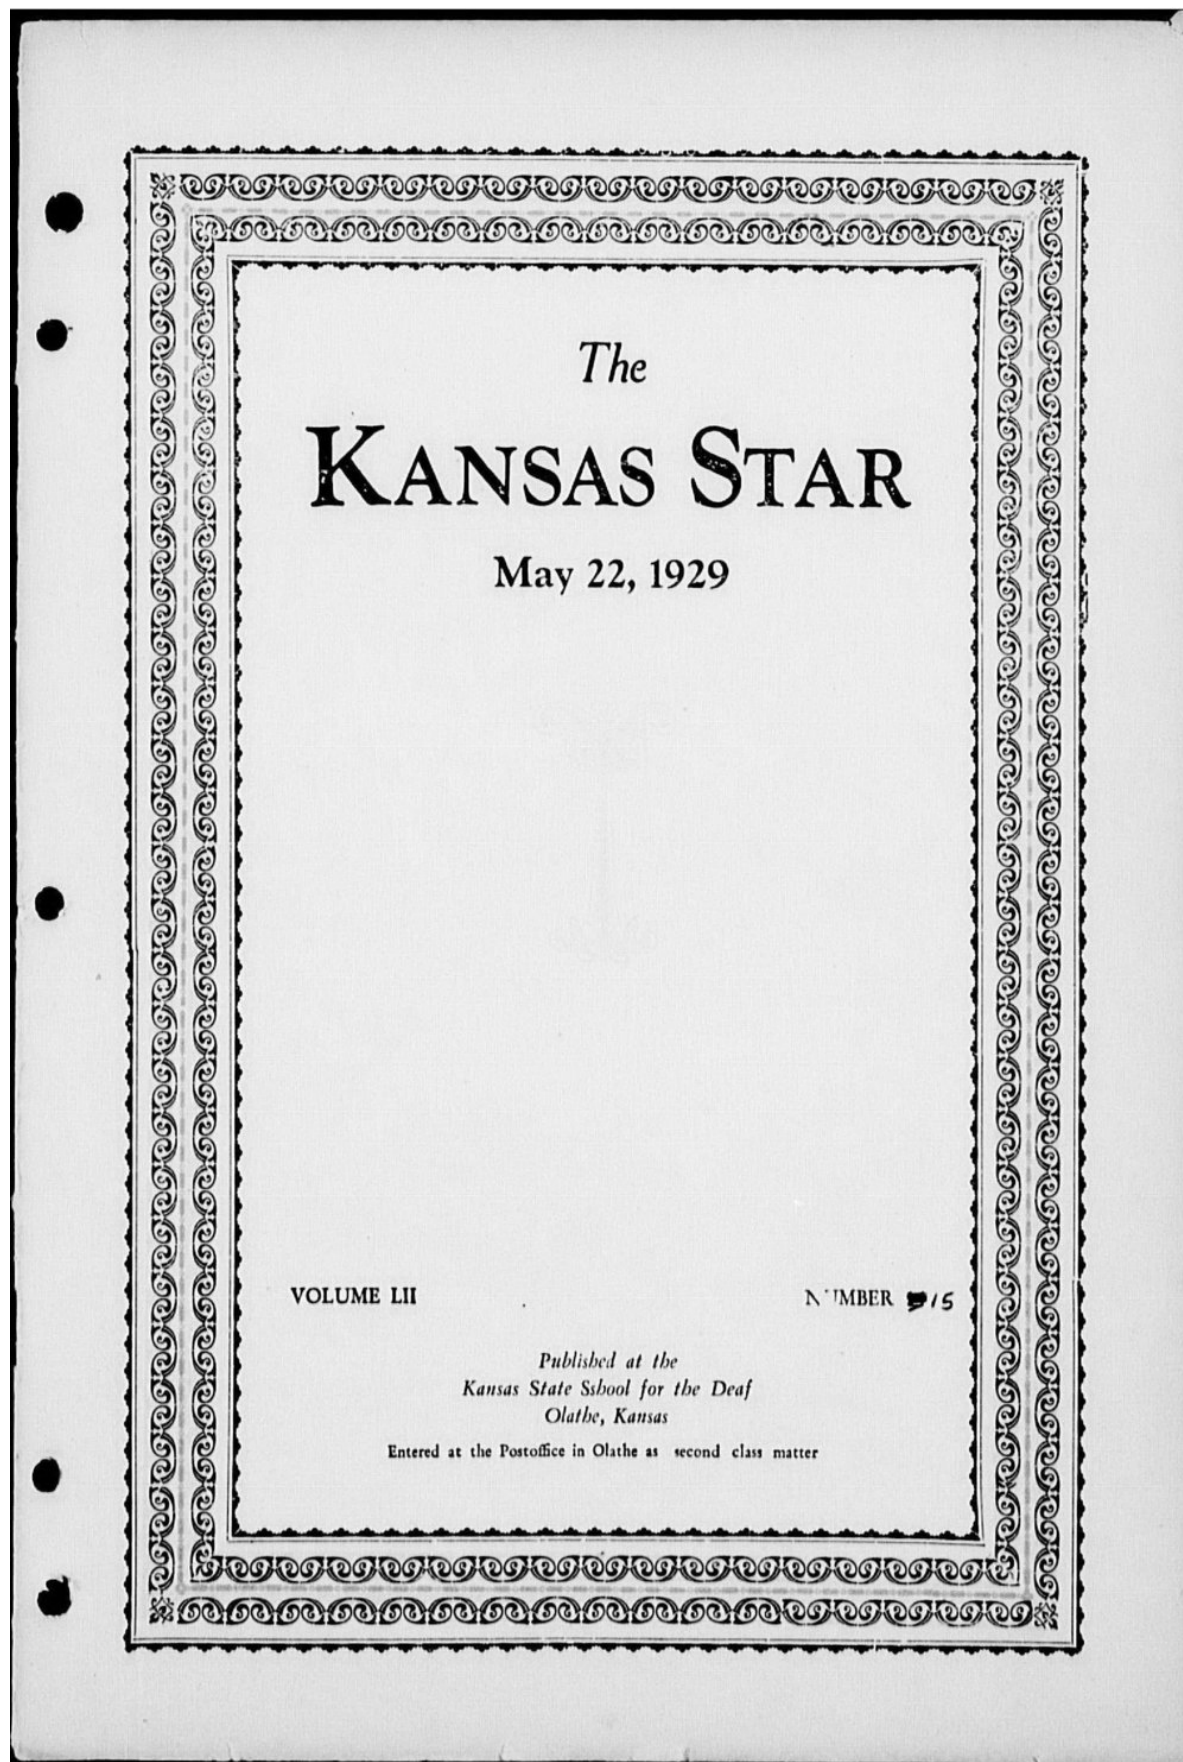 The
KANSAS STAR
May 22, 1929
VOLUME LII
NUMBER 15
Published at the
Kansas State Sshool for the Deaf
Olathe, Kansas
Entered at the Postoffice in Olathe as second class matter